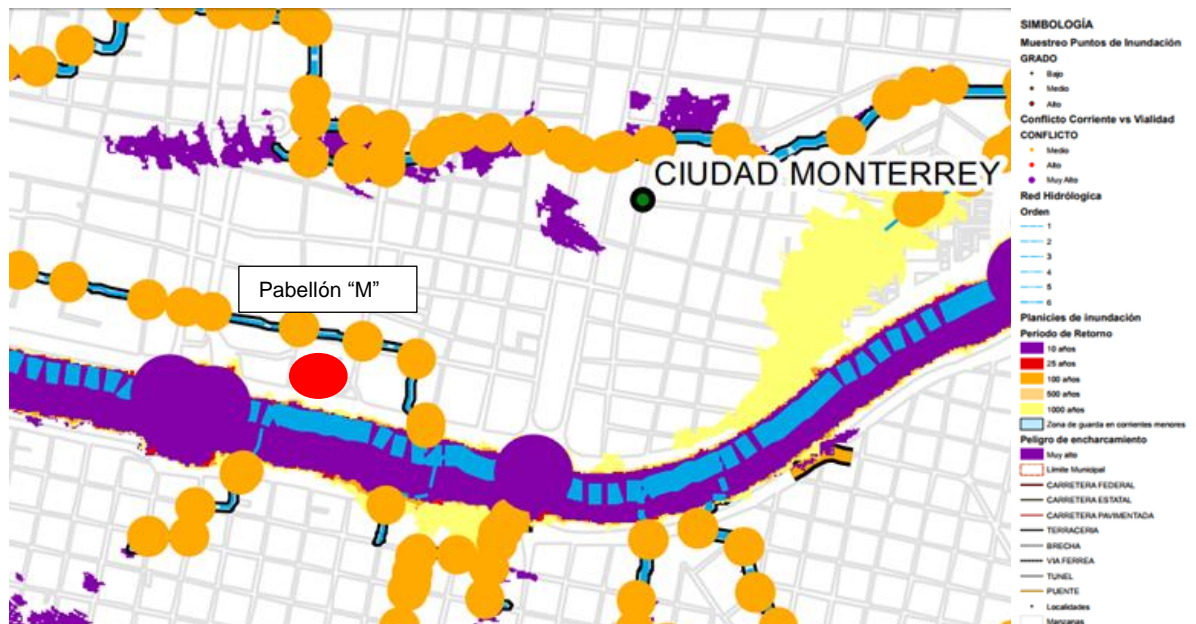 CIUDAD MONTERREY
Pabellón “M”
SIMBOLOGÍA
Muestreo Puntos de Inundación
GRADO
Bajo
Medio
Alto
Conflicto Corriente vs Vialidad
CONFLICTO
Medio
Alto
Muy Alto
Red Hidrológica
Orden
1
2
3
4
5
6
Planicies de inundación
Periodo de Retorno
10 años
25 años
100 años
500 años
1000 años
Zona de guarda en corrientes menores
Peligro de encharcamiento
Muy alto
Límite Municipal
CARRETERA FEDERAL
CARRETERA ESTATAL
CARRETERA PAVIMENTADA
TERRACERIA
BRECHA
VIA FERREA
TUNEL
PUENTE
Localidades
Manzanas